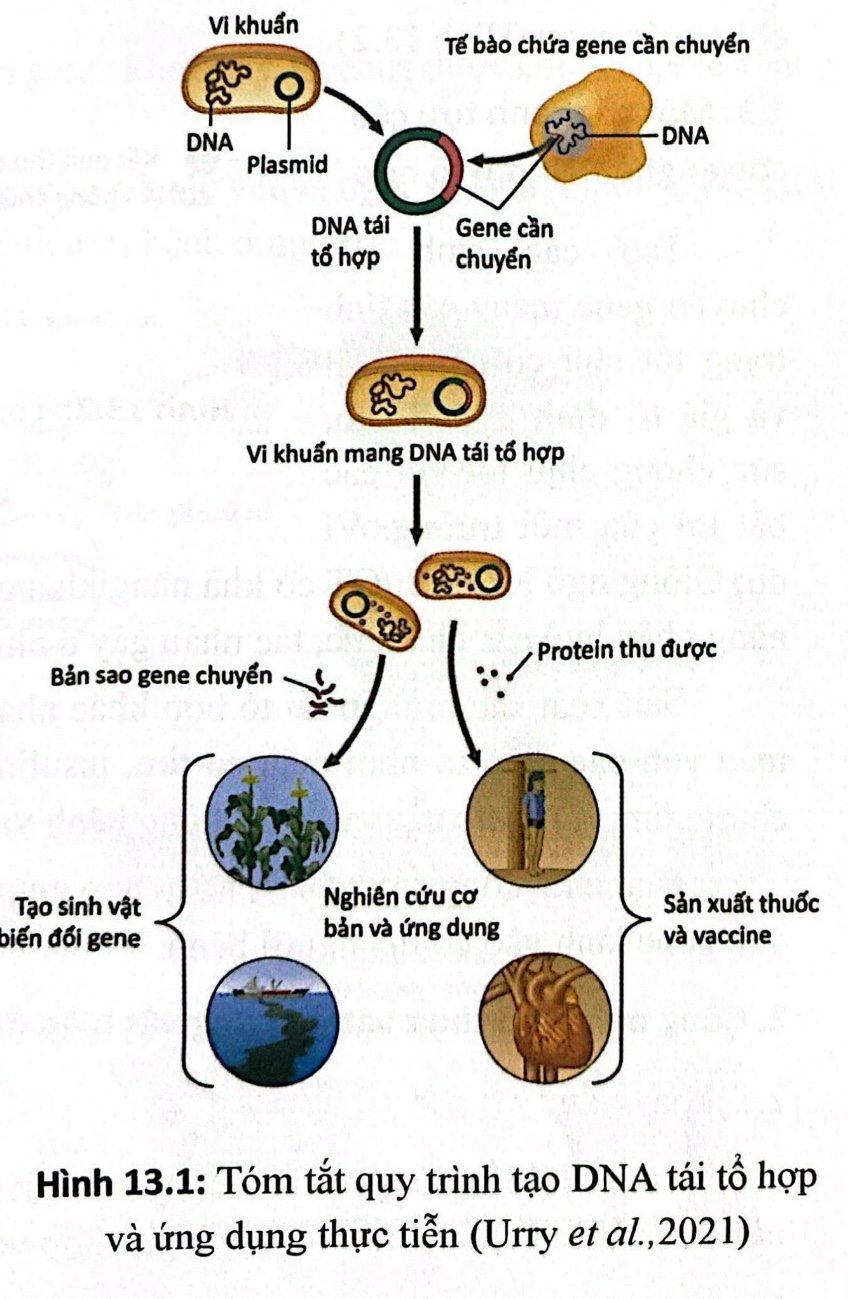 Vi khuẩn
Tế bào chứa gene cần chuyển
DNA
Plasmid
DNA
DNA tái
tổ hợp
Gene cần
chuyển
Vi khuẩn mang DNA tái tổ hợp
Bản sao gene chuyển
Protein thu được
Tạo sinh vật
biến đổi gene
Nghiên cứu cơ
bản và ứng dụng
Sản xuất thuốc
và vaccine
Hình 13.1: Tóm tắt quy trình tạo DNA tái tổ hợp
và ứng dụng thực tiễn (Urry et al.,2021)